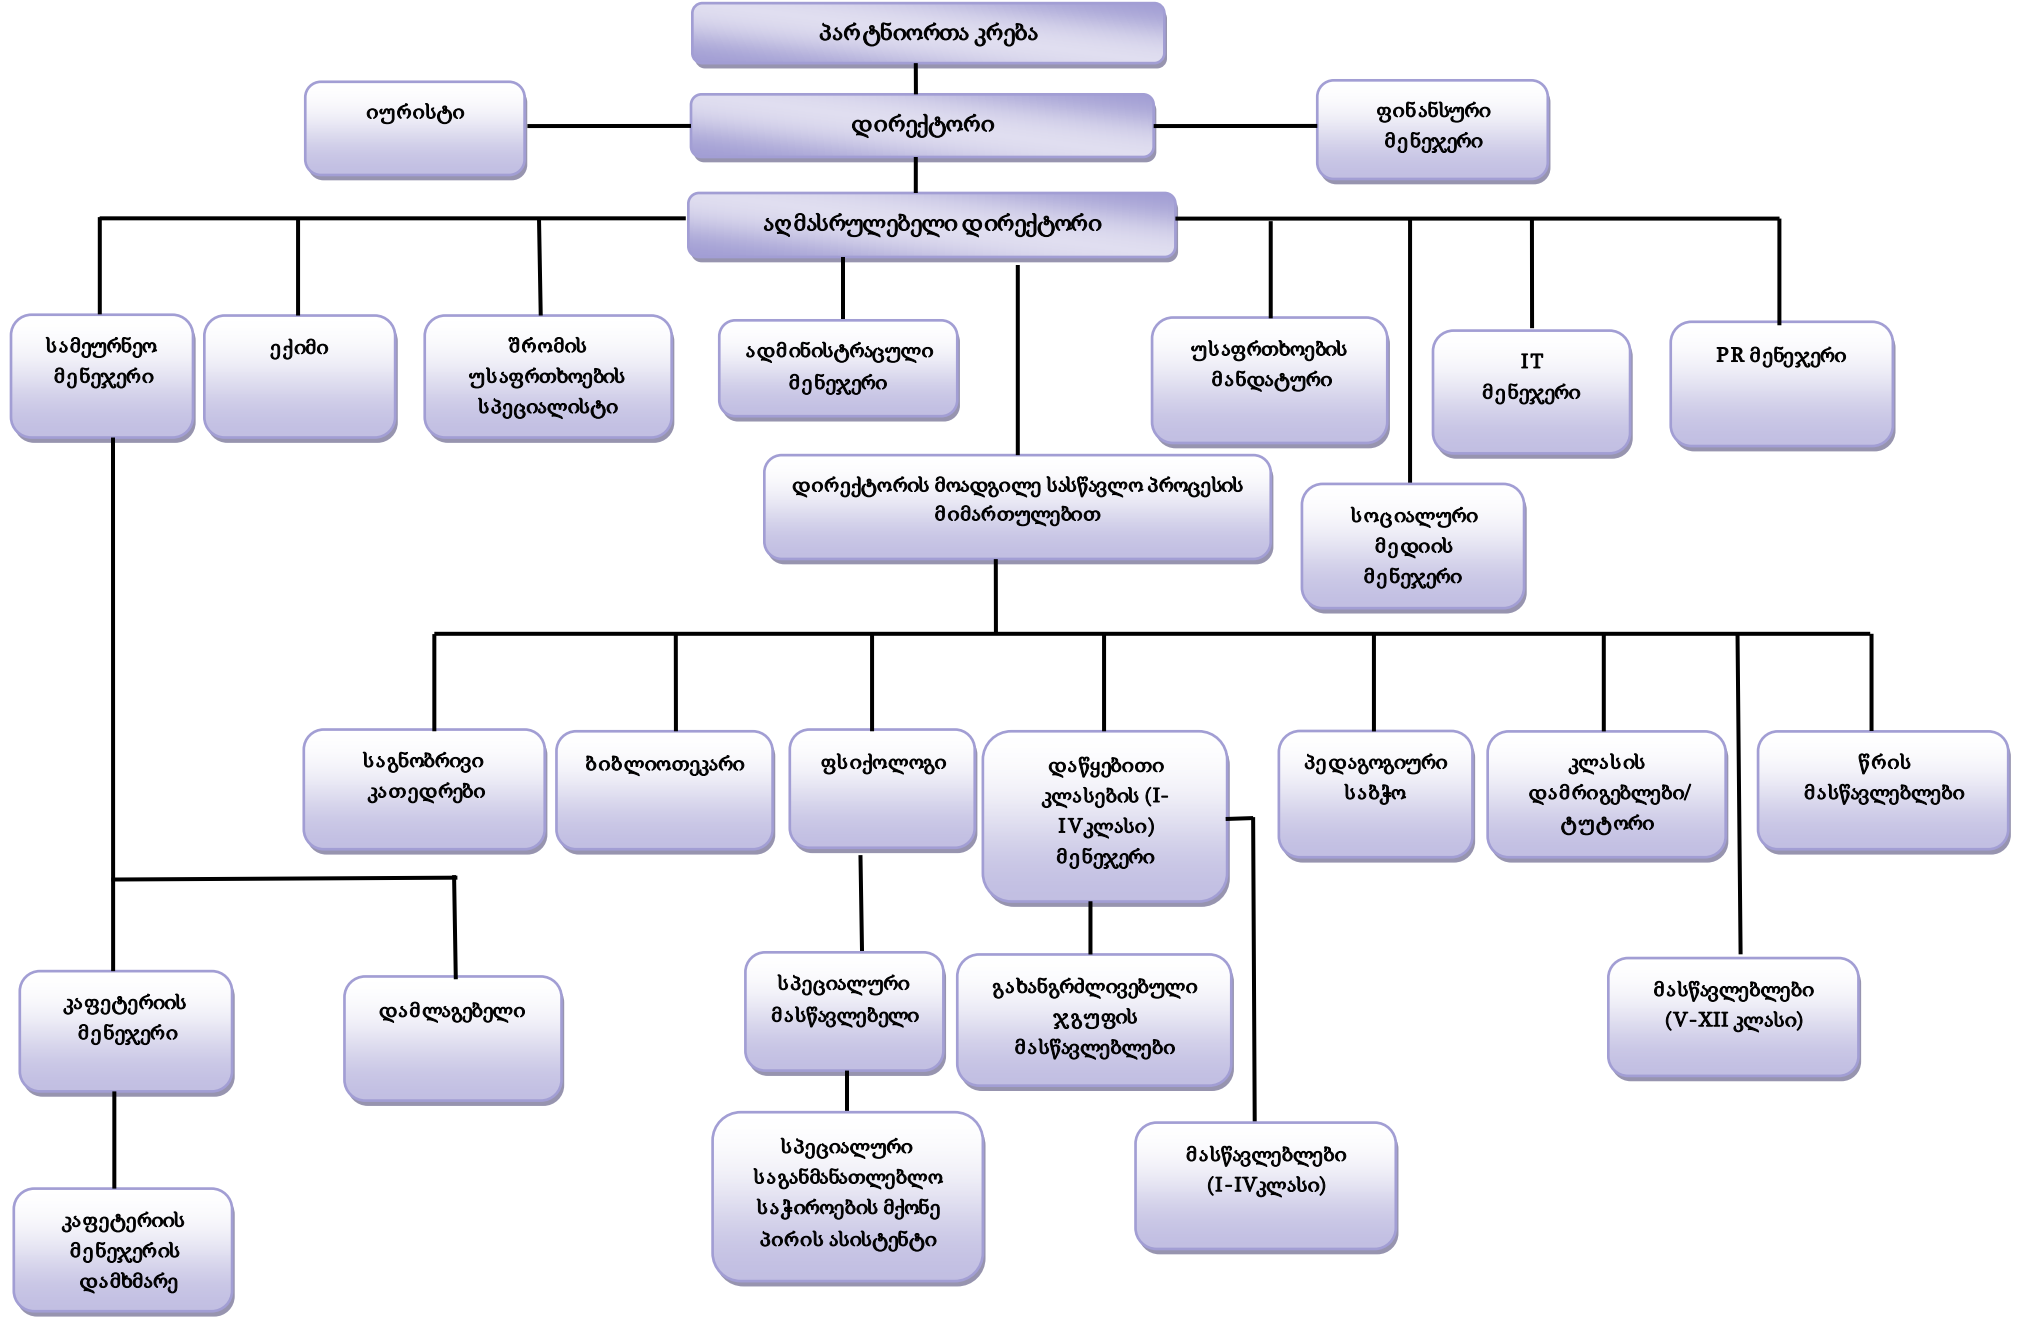 პარტნიორთა კრება
იურისტი
დირექტორი
ფინანსური
მენეჯერი
აღმასრულებელი დირექტორი
სამეურნეო
მენეჯერი
ექიმი
შრომის
უსაფრთხოების
სპეციალისტი
ადმინისტრაცული
მენეჯერი
უსაფრთხოების
მანდატური
IT
მენეჯერი
PR მენეჯერი
დირექტორის მოადგილე სასწავლო პროცესის
მიმართულებით
სოციალური
მედიის
მენეჯერი
საგნობრივი
კათედრები
ბიბლიოთეკარი
ფსიქოლოგი
დაწყებითი
კლასების (I-
IVკლასი)
მენეჯერი
პედაგოგიური
საბჭო
კლასის
დამრიგებლები/
ტუტორი
წრის
მასწავლებლები
კაფეტერიის
მენეჯერი
დამლაგებელი
სპეციალური
მასწავლებელი
გახანგრძლივებული
ჯგუფის
მასწავლებლები
მასწავლებლები
(V-XII კლასი)
სპეციალური
საგანმანათლებლო
საჭიროების მქონე
პირის ასისტენტი
მასწავლებლები
(I-IVკლასი)
კაფეტერიის
მენეჯერის
დამხმარე